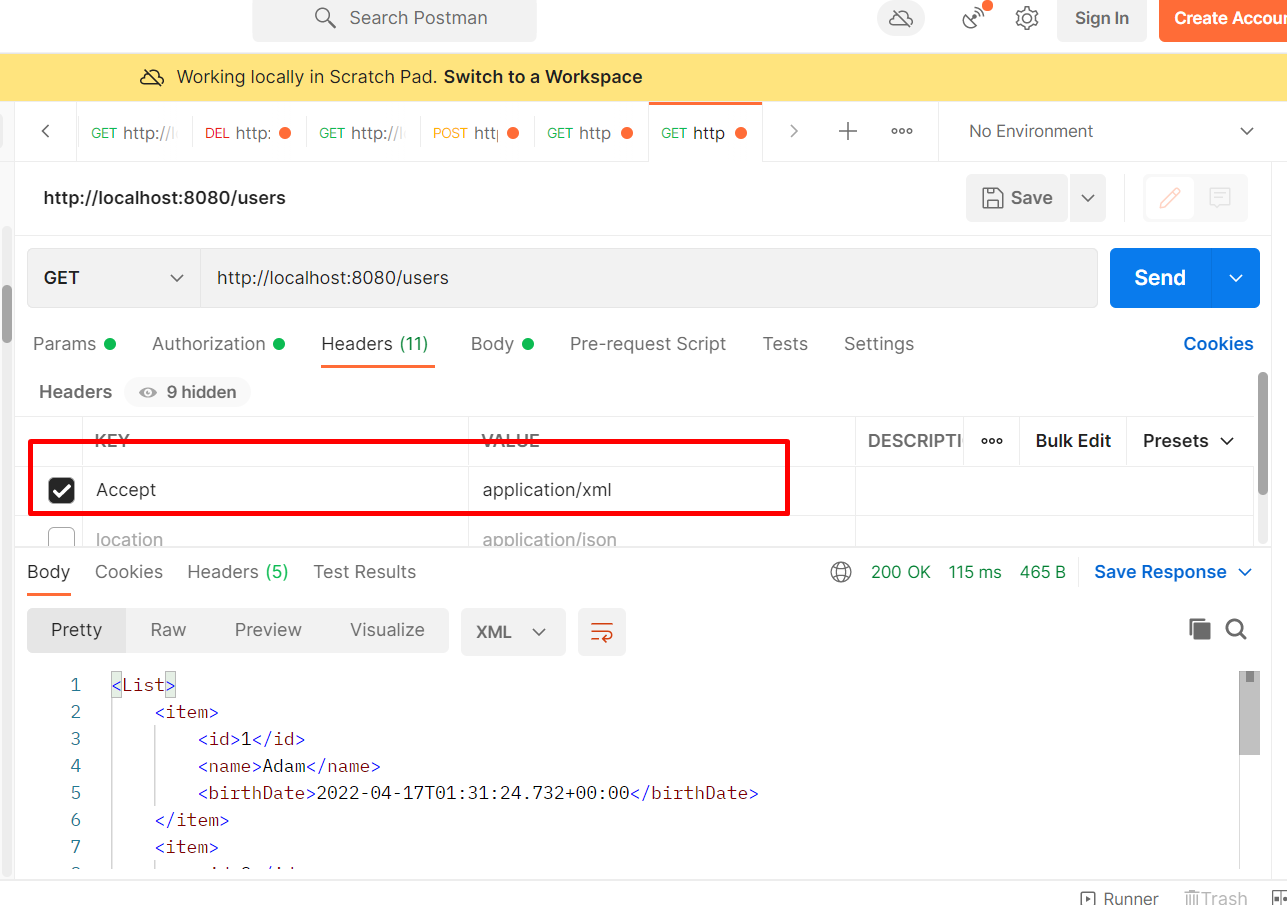 Search Postman
Sign In
Create Accoun
Working locally in Scratch Pad. Switch to a Workspace
GET http://l DEL http: GET http://l POST htt GET http GET http No Environment
http://localhost:8080/users
Save
GET http://localhost:8080/users Send
Params Authorization Headers (11) Body Pre-request Script Tests Settings Cookies
Headers 9 hidden
KEY VALUE DESCRIPTI Bulk Edit Presets
Accept application/xml
location application/json
Body Cookies Headers (5) Test Results 200 OK 115 ms 465 B Save Response
Pretty Raw Preview Visualize XML
1 <List>
2 <item>
3 <id>1</id>
4 <name>Adam</name>
5 <birthDate>2022-04-17T01:31:24.732+00:00</birthDate>
6 </item>
7 <item>
Runner Trash